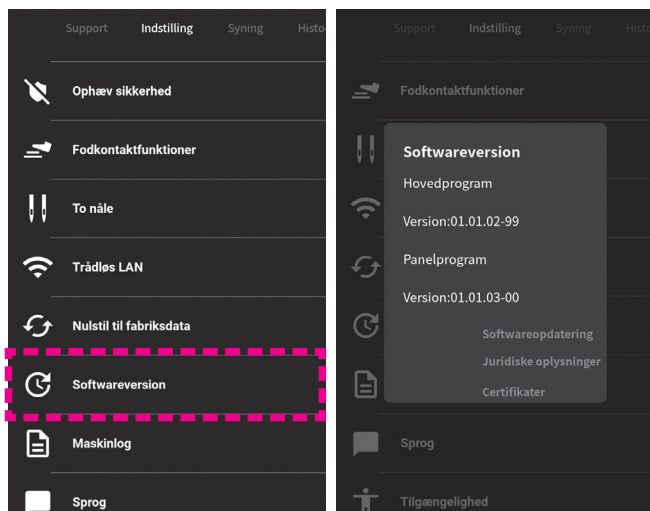 Support Indstilling Syning Histo
Ophæv sikkerhed
Fodkontaktfunktioner
To nåle
Trådløs LAN
Nulstil til fabriksdata
Softwareversion
Maskinlog
Sprog
Support Indstilling Syning Hist
Fodkontaktfunktioner
Softwareversion
Hovedprogram
Version:01.01.02-99
Panelprogram
Version:01.01.03-00
Softwareopdatering
Juridiske oplysninger
Certifikater
Sprog
Tilgængelighed